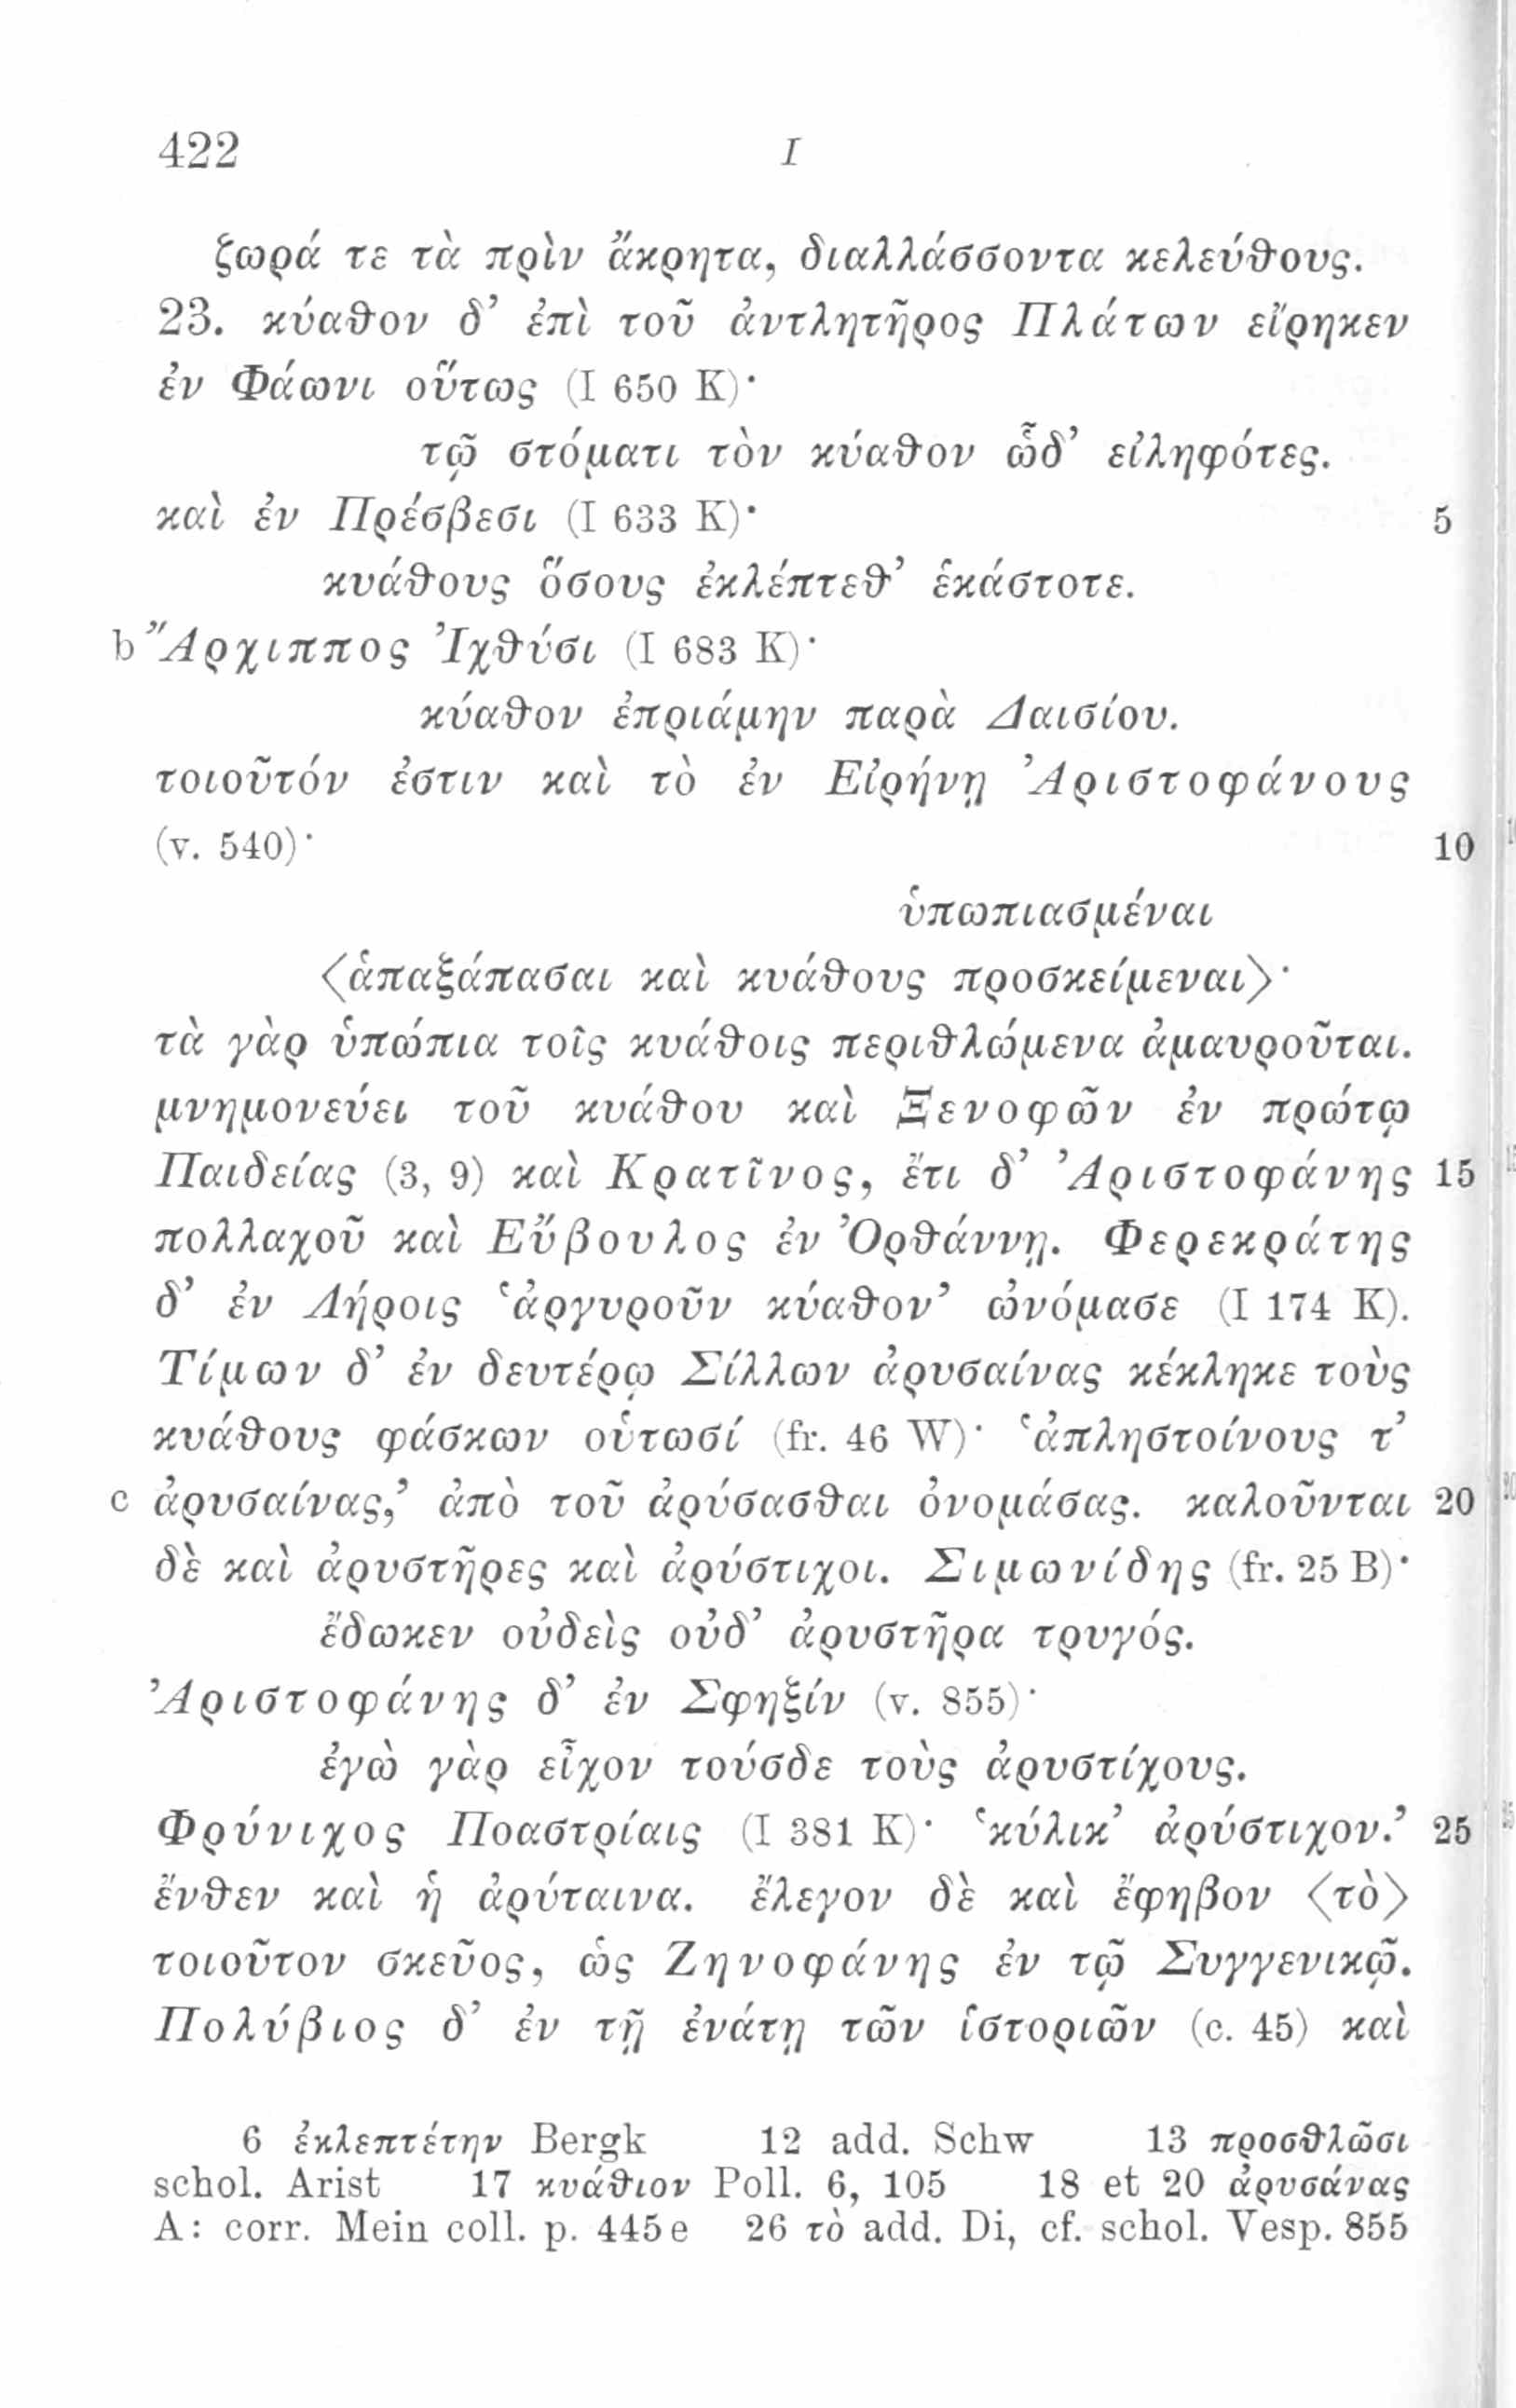 422 I
ζωρά τε τὰ πρὶν ἄκρητα, διαλλάσσοντα κελεύθους.
23. κύαθον δ’ ἐπὶ τοῦ ἀντλητῆρος Πλάτων εἴρηκεν
ἐν Φάωνι οὕτως (I 650 K)·
τῷ στόματι τὸν κύαθον ὧδ’ εἰληφότες.
καὶ ἐν Πρέσβεσι (I 633 K)· 5
κυάθους ὅσους ἐκλέπτεθ’ ἑκάστοτε.
b Ἄρχιππος Ἰχθύσι (I 683 K)·
κύαθον ἐπριάμην παρὰ Δαισίου.
τοιοῦτόν ἐστιν καὶ τὸ ἐν Εἰρήνῃ Ἀριστοφάνους
(v. 540)· 10
ὑπωπιασμέναι
〈ἁπαξάπασαι καὶ κυάθους προσκείμεναι〉·
τὰ γὰρ ὑπώπια τοῖς κυάθοις περιθλώμενα ἀμαυροῦται.
μνημονεύει τοῦ κυάθου καὶ Ξενοφῶν ἐν πρώτῳ
Παιδείας (3, 9) καὶ Κρατῖνος, ἔτι δ’ Ἀριστοφάνης 15
πολλαχοῦ καὶ Εὔβουλος ἐν Ὀρθάννῃ. Φερεκράτης
δ’ ἐν Λήροις ‘ἀργυροῦν κύαθον’ ὠνόμασε (I 174 K).
Τίμων δ’ ἐν δευτέρῳ Σίλλων ἀρυσαίνας κέκληκε τοὺς
κυάθους φάσκων οὑτωσί (fr. 46 W)· ‘ἀπληστοίνους τ’
c ἀρυσαίνας,’ ἀπὸ τοῦ ἀρύσασθαι ὀνομάσας. καλοῦνται 20
δὲ καὶ ἀρυστῆρες καὶ ἀρύστιχοι. Σιμωνίδης (fr. 25 B)·
ἔδωκεν οὐδεὶς οὐδ’ ἀρυστῆρα τρυγός.
Ἀριστοφάνης δ’ ἐν Σφηξίν (v. 855)·
ἐγὼ γὰρ εἶχον τούσδε τοὺς ἀρυστίχους.
Φρύνιχος Ποαστρίαις (I 381 K)· ‘κύλικ’ ἀρύστιχον.’ 25
ἔνθεν καὶ ἡ ἀρύταινα. ἔλεγον δὲ καὶ ἔφηβον 〈τὸ〉
τοιοῦτον σκεῦος, ὡς Ζηνοφάνης ἐν τῷ Συγγενικῷ.
Πολύβιος δ’ ἐν τῇ ἐνάτῃ τῶν ἱστοριῶν (c. 45) καὶ
6 ἐκλεπτέτην Bergk 12 add. Schw 13 προσθλῶσι
schol. Arist 17 κυάθιον Poll. 6, 105 18 et 20 ἀρυσάνας
A: corr. Mein coll. p. 445 e 26 τὸ add. Di, cf. schol. Vesp. 855